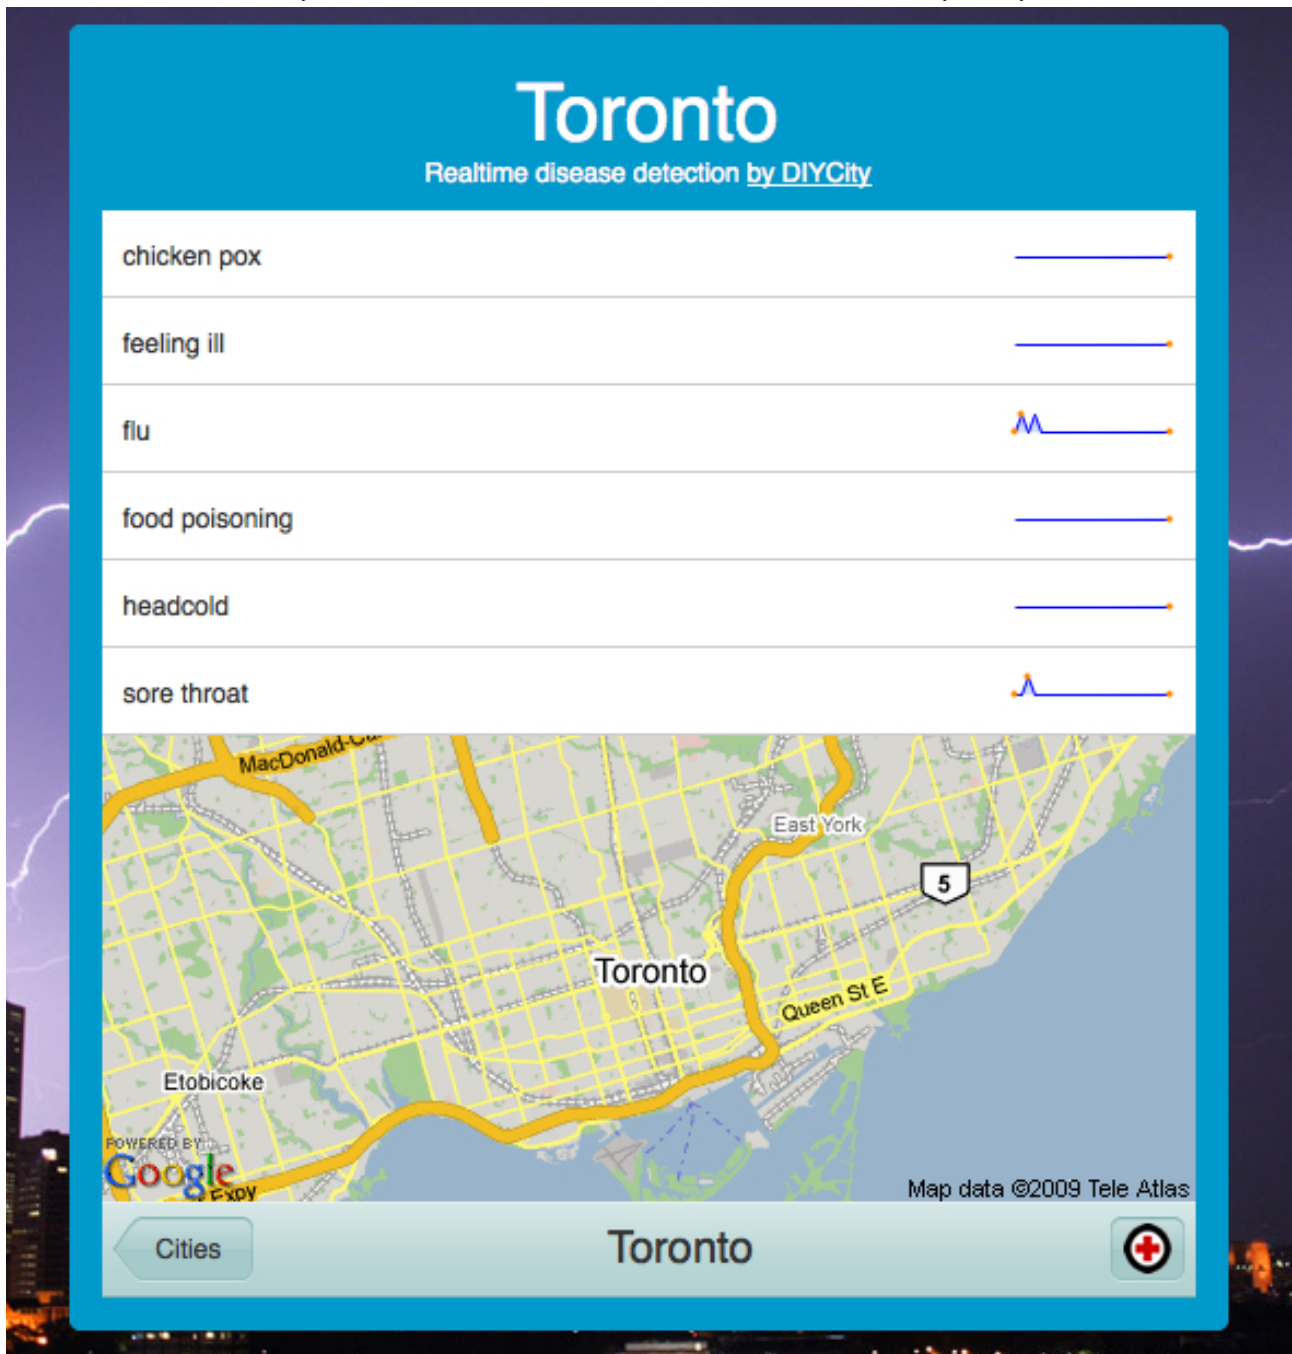 Toronto
Realtime disease detection by DIYCity
chicken pox
feeling ill
flu
food poisoning
headcold
sore throat
East York
5
Toronto
Queen St E
Etobicoke
POWERED BY
Google
Expy
Map data ©2009 Tele Atlas
Cities
Toronto